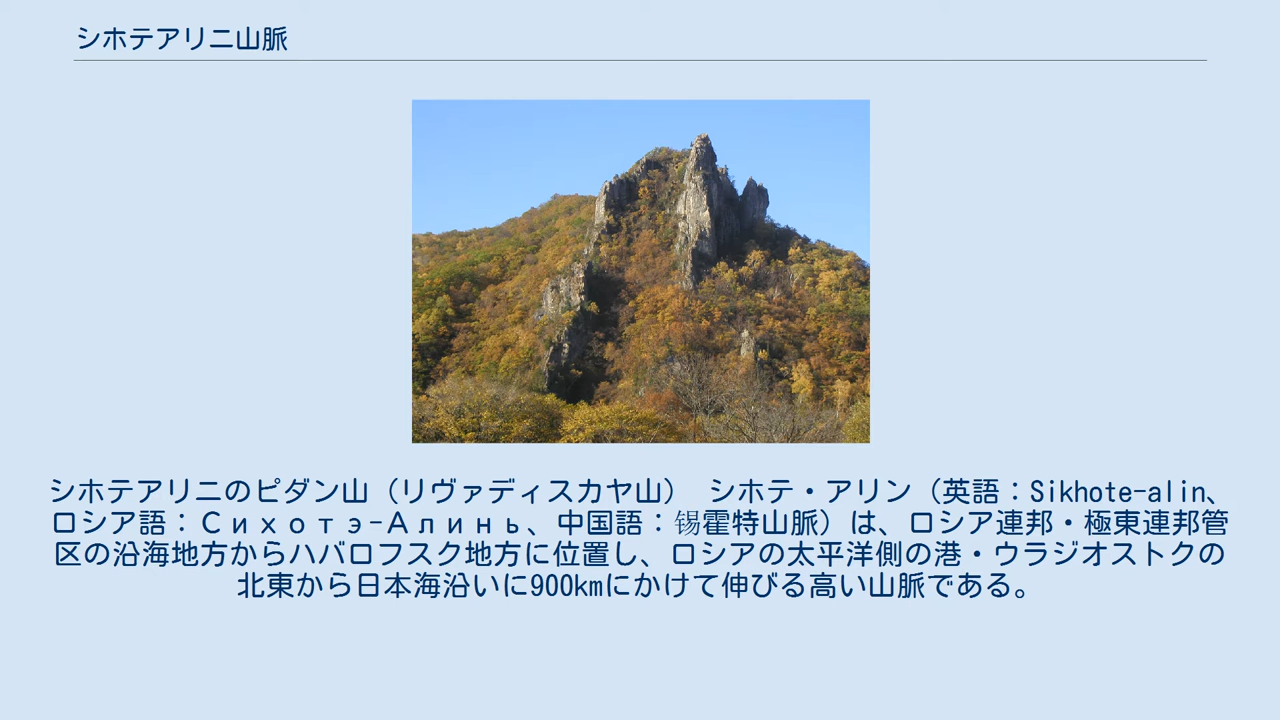 シホテアリニ山脈
シホテアリニのピダン山（リヴァディスカヤ山）　シホテ・アリン（英語：Sikhote-alin、
ロシア語：Сихотэ-Алинь、中国語：锡霍特山脈）は、ロシア連邦・極東連邦管
区の沿海地方からハバロフスク地方に位置し、ロシアの太平洋側の港・ウラジオストクの
北東から日本海沿いに900kmにかけて伸びる高い山脈である。